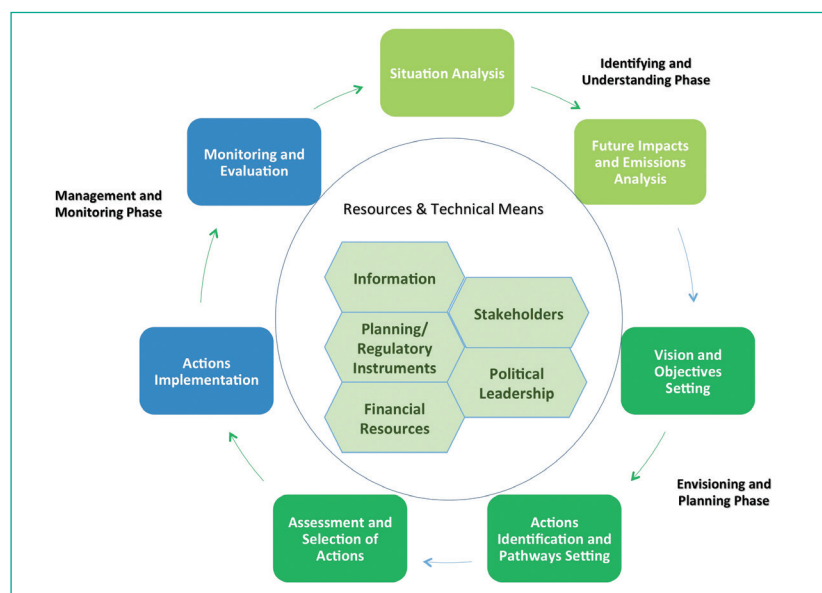 Situation Analysis
Identifying and
Understanding Phase
Future Impacts
and Emissions
Analysis
Vision and
Objectives
Setting
Envisioning and
Planning Phase
Actions
Identification and
Pathways Setting
Assessment and
Selection of
Actions
Actions
Implementation
Management and
Monitoring Phase
Monitoring and
Evaluation
Resources & Technical Means
Information
Stakeholders
Planning/
Regulatory
Instruments
Political
Leadership
Financial
Resources